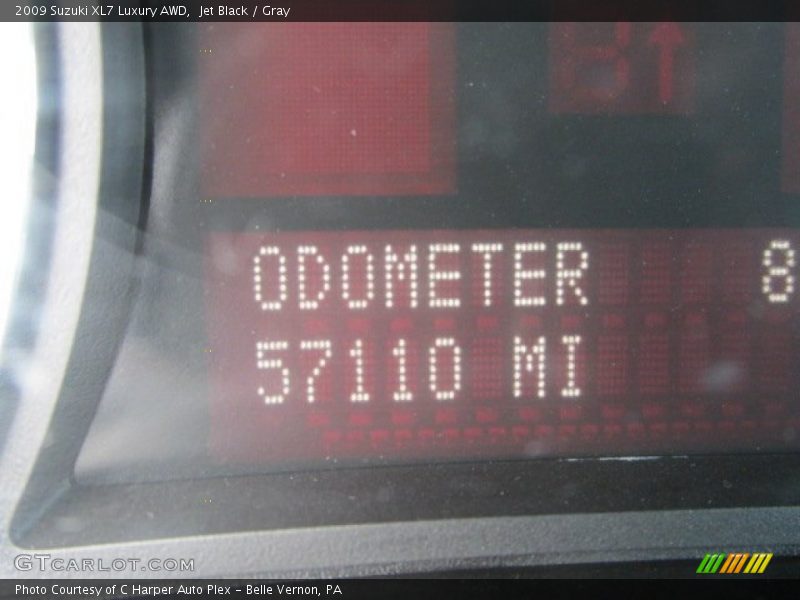 2009 Suzuki XL7 Luxury AWD,  Jet Black / Gray
ODOMETER 8
57110 MI
GTCARLOT.COM
Photo Courtesy of C Harper Auto Plex - Belle Vernon, PA